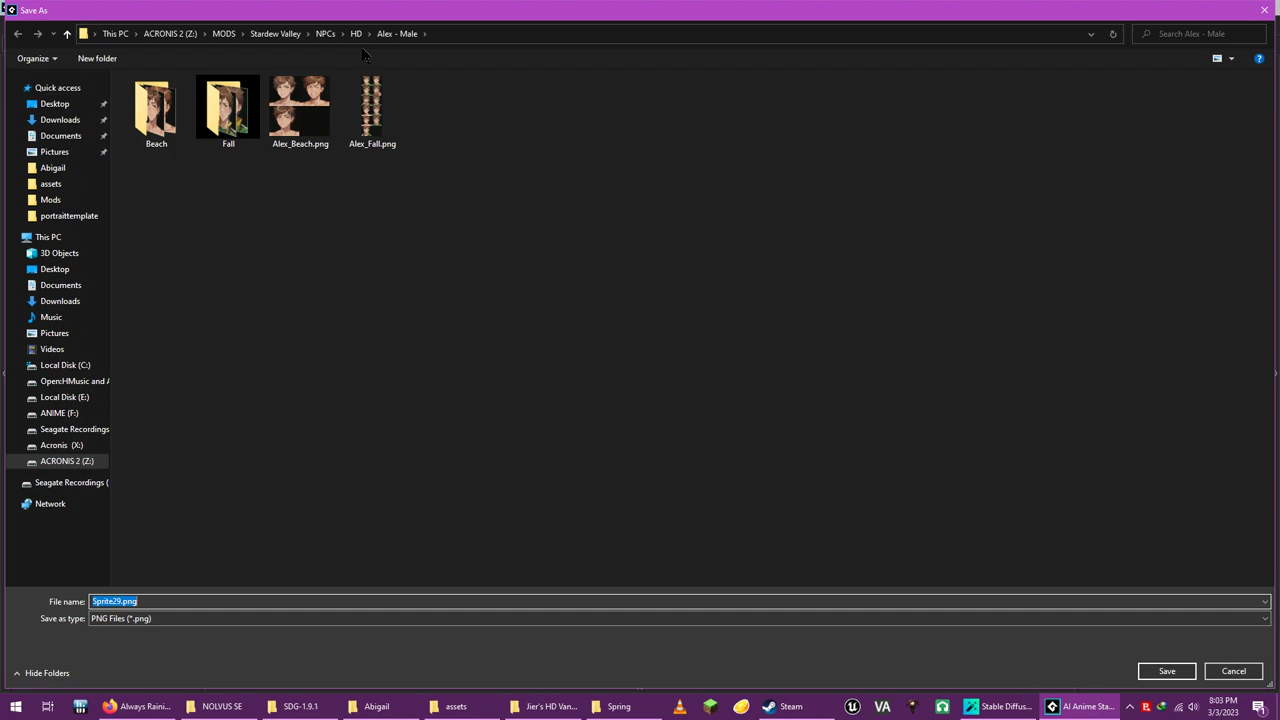 Save As
This PC > ACRONIS 2 (Z:) > MODS > Stardew Valley > NPCs > HD > Alex - Male >
Search Alex - Male
Organize
New folder
Quick access
Desktop
Downloads
Documents
Pictures
Abigail
assets
Mods
portraittemplate
This PC
3D Objects
Desktop
Documents
Downloads
Music
Pictures
Videos
Local Disk (C:)
Open:HMusic and A
Local Disk (E:)
ANIME (F:)
Seagate Recordings
Acronis (X:)
ACRONIS 2 (Z:)
Seagate Recordings (
Network
Beach
Fall
Alex_Beach.png
Alex_Fall.png
File name: Sprite29.png
Save as type: PNG Files (*.png)
Hide Folders
Save
Cancel
Always Raini...
NOLVUS SE
SDG-1.9.1
Abigail
assets
Jier's HD Van...
Spring
Steam
VA
Stable Diffus...
AI Anime Sta...
8:03 PM
3/3/2023